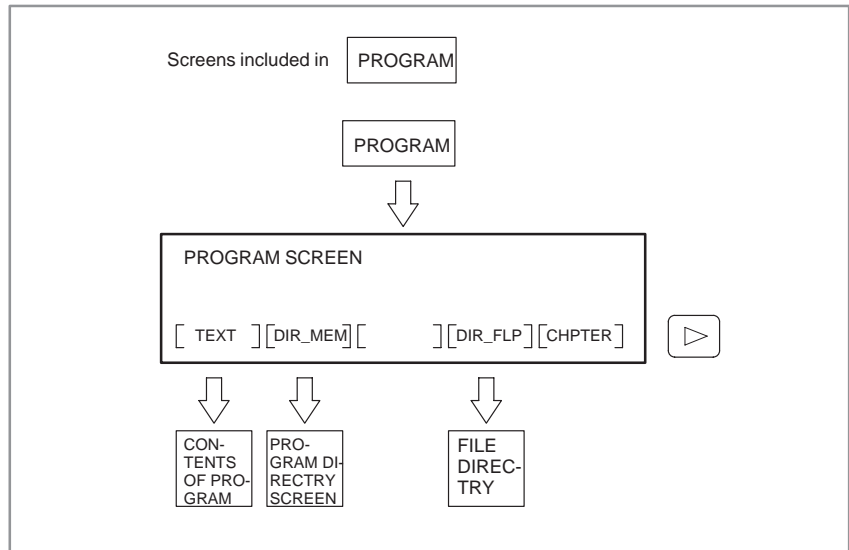 Screens included in PROGRAM
PROGRAM
PROGRAM SCREEN
[ TEXT ] [DIR_MEM] [ ] [DIR_FLP] [CHPTER]
CON-
TENTS
OF PRO-
GRAM
PRO-
GRAM DI-
RECTRY
SCREEN
FILE
DIREC-
TRY